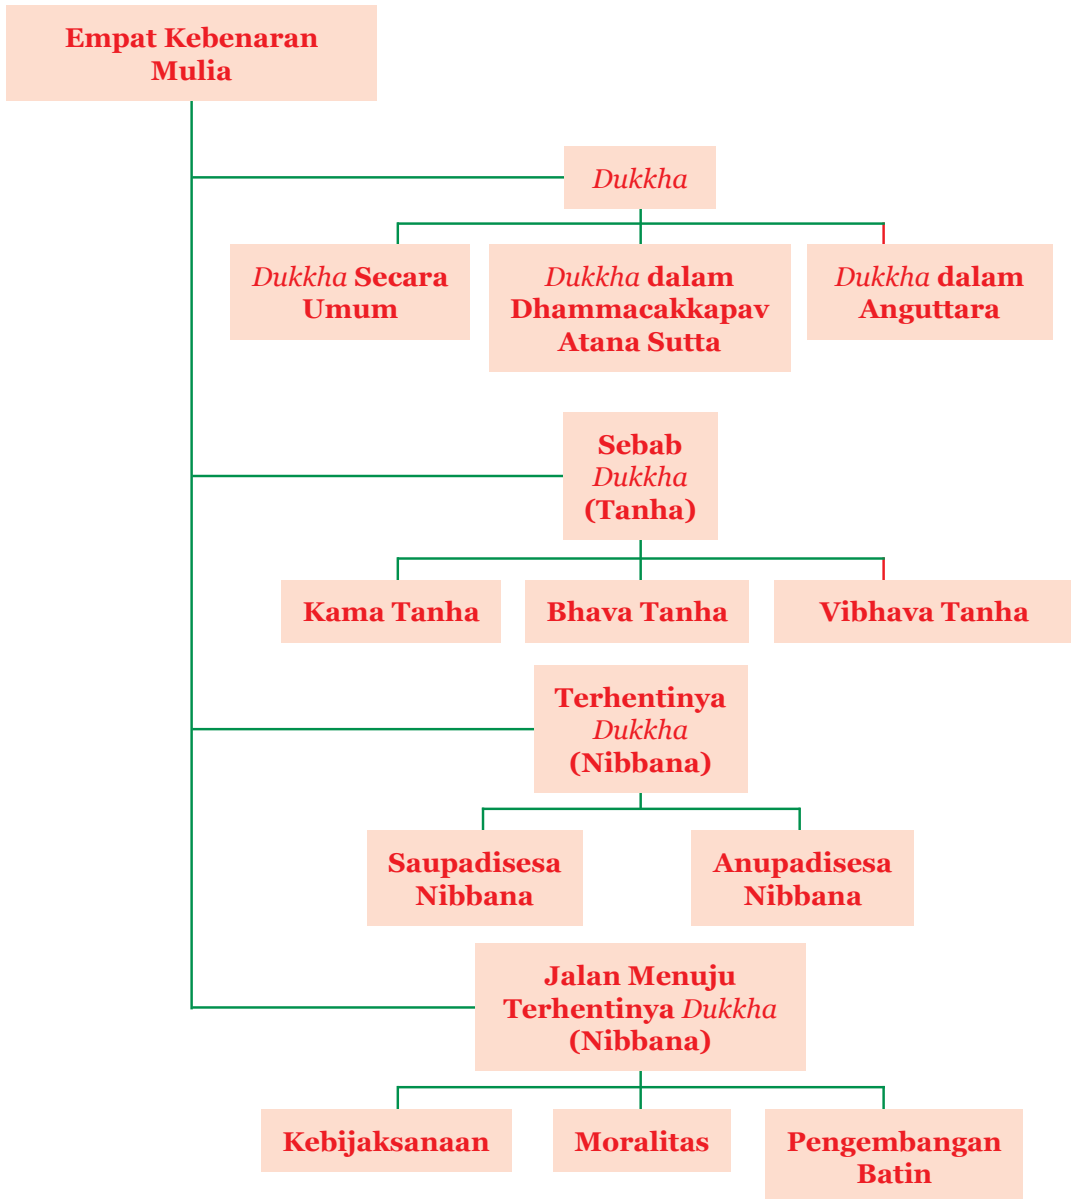 Empat Kebenaran
Mulia
Dukkha
Dukkha Secara
Umum
Dukkha dalam
Dhammacakkapav
Atana Sutta
Dukkha dalam
Anguttara
Sebab
Dukkha
(Tanha)
Kama Tanha
Bhava Tanha
Vibhava Tanha
Terhentinya
Dukkha
(Nibbana)
Saupadisesa
Nibbana
Anupadisesa
Nibbana
Jalan Menuju
Terhentinya Dukkha
(Nibbana)
Kebijaksanaan
Moralitas
Pengembangan
Batin